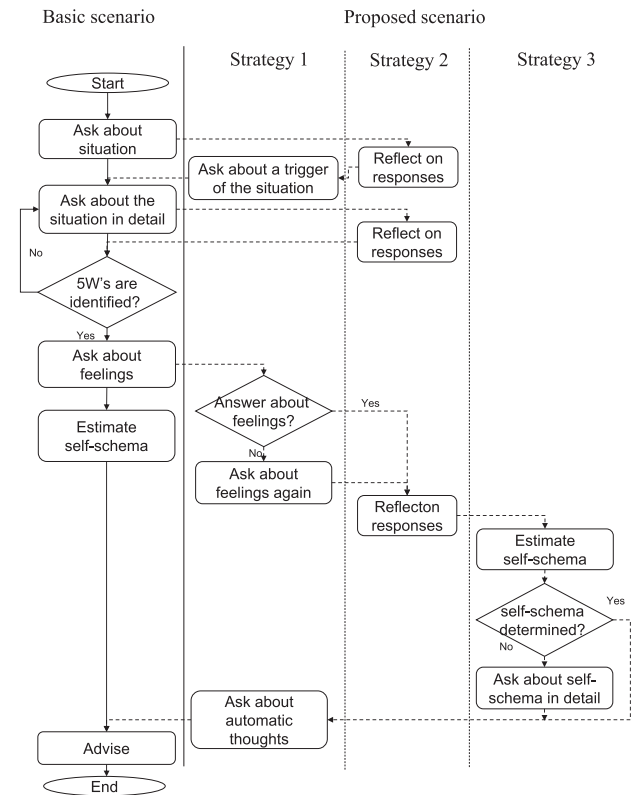 Basic scenario
Proposed scenario
Strategy 1
Strategy 2
Strategy 3
Start
Ask about
situation
Reflect on
responses
Ask about a trigger
of the situation
Ask about the
situation in detail
Reflect on
responses
No
5W's are
identified?
Yes
Ask about
feelings
Answer about
feelings?
Yes
No
Estimate
self-schema
Ask about
feelings again
Reflecton
responses
Estimate
self-schema
self-schema
determined?
Yes
No
Ask about self-
schema in detail
Ask about
automatic
thoughts
Advise
End